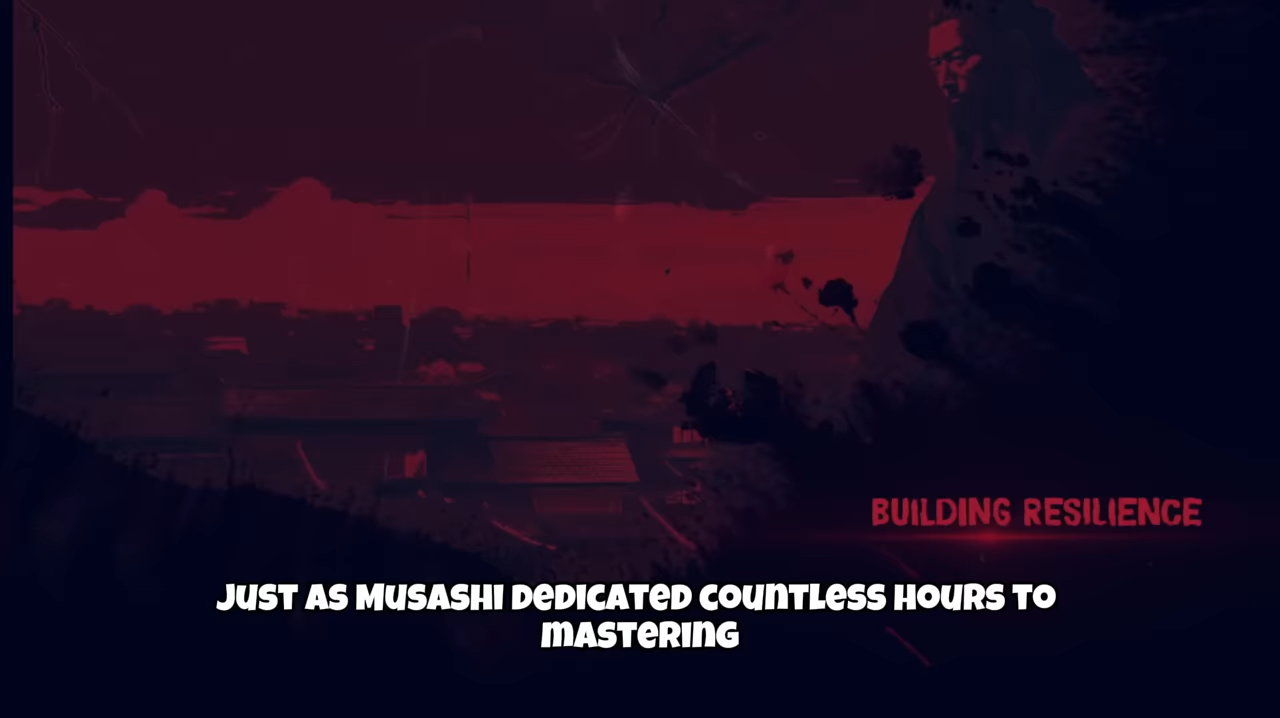 BUILDING RESILIENCE
JUST AS MUSASHI DEDICATED COUNTLESS HOURS TO
MASTERING